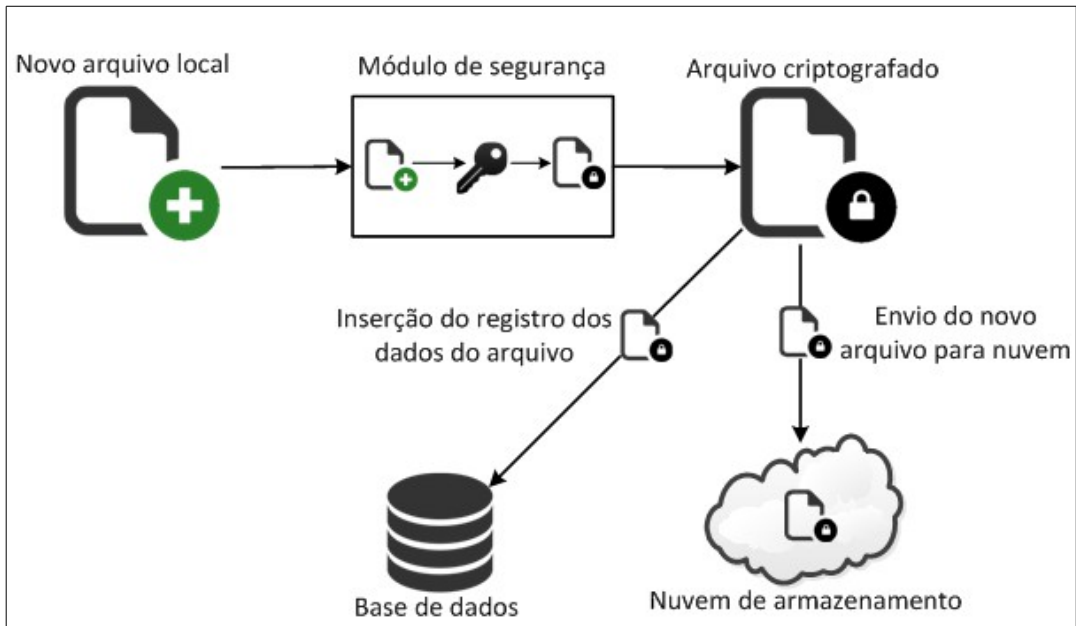 Novo arquivo local
Módulo de segurança
Arquivo criptografado
Inserção do registro dos
dados do arquivo
Envio do novo
arquivo para nuvem
Base de dados
Nuvem de armazenamento